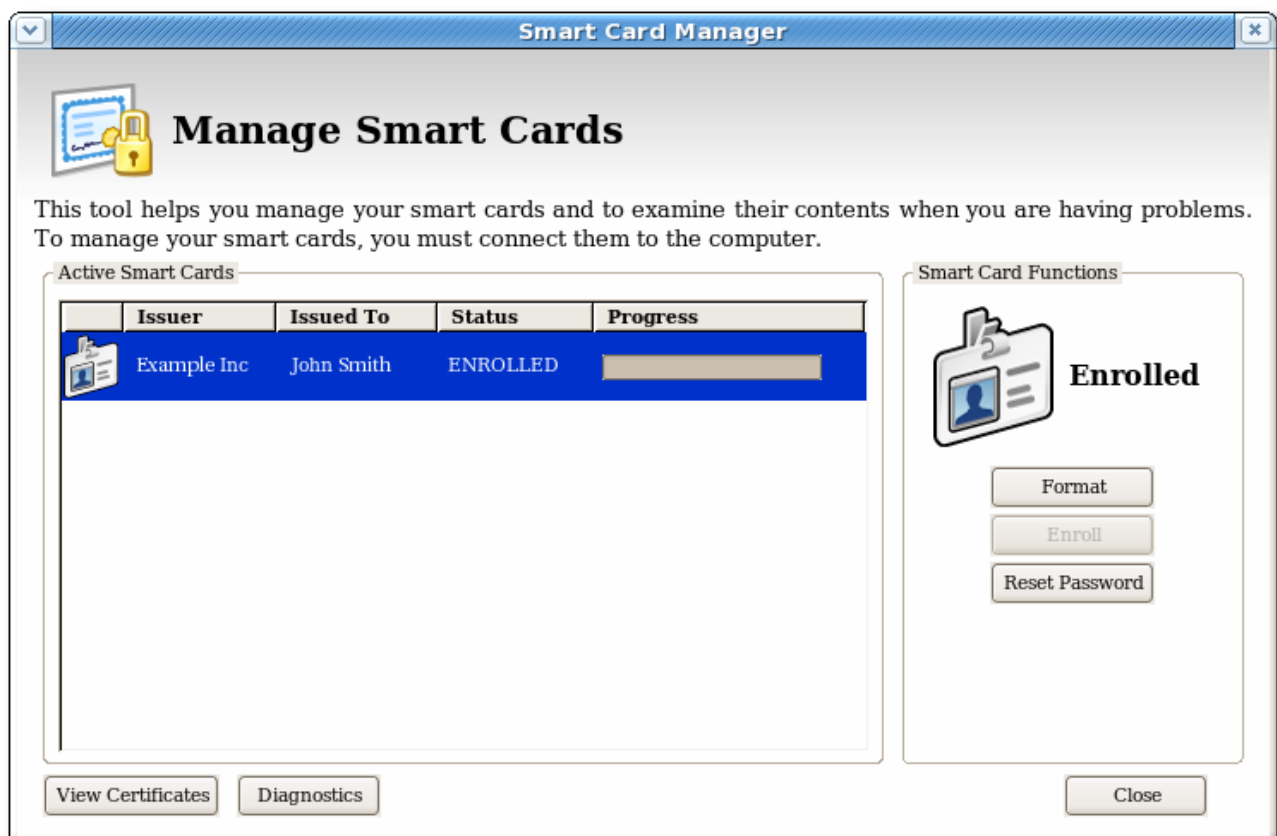 Smart Card Manager
Manage Smart Cards
This tool helps you manage your smart cards and to examine their contents when you are having problems.
To manage your smart cards, you must connect them to the computer.
Active Smart Cards
Issuer Issued To Status Progress
Example Inc John Smith ENROLLED
Smart Card Functions
Enrolled
Format
Enroll
Reset Password
View Certificates Diagnostics Close